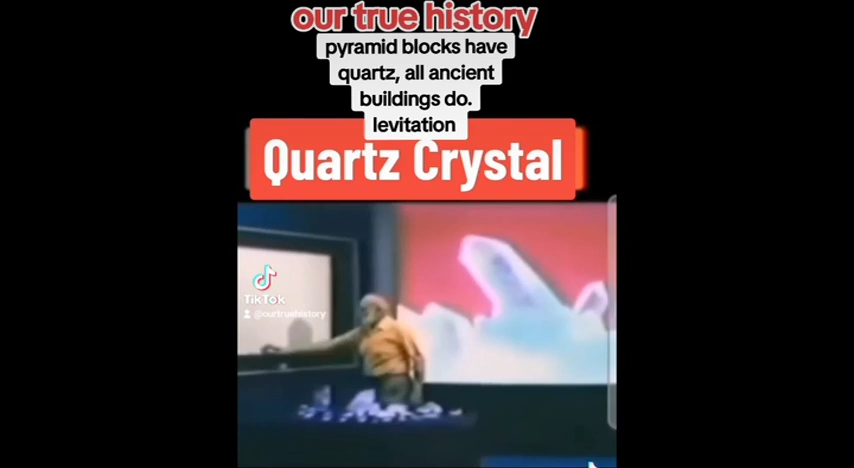 our true history
pyramid blocks have
quartz, all ancient
buildings do.
levitation
Quartz Crystal
TikTok
@ourtruehistory